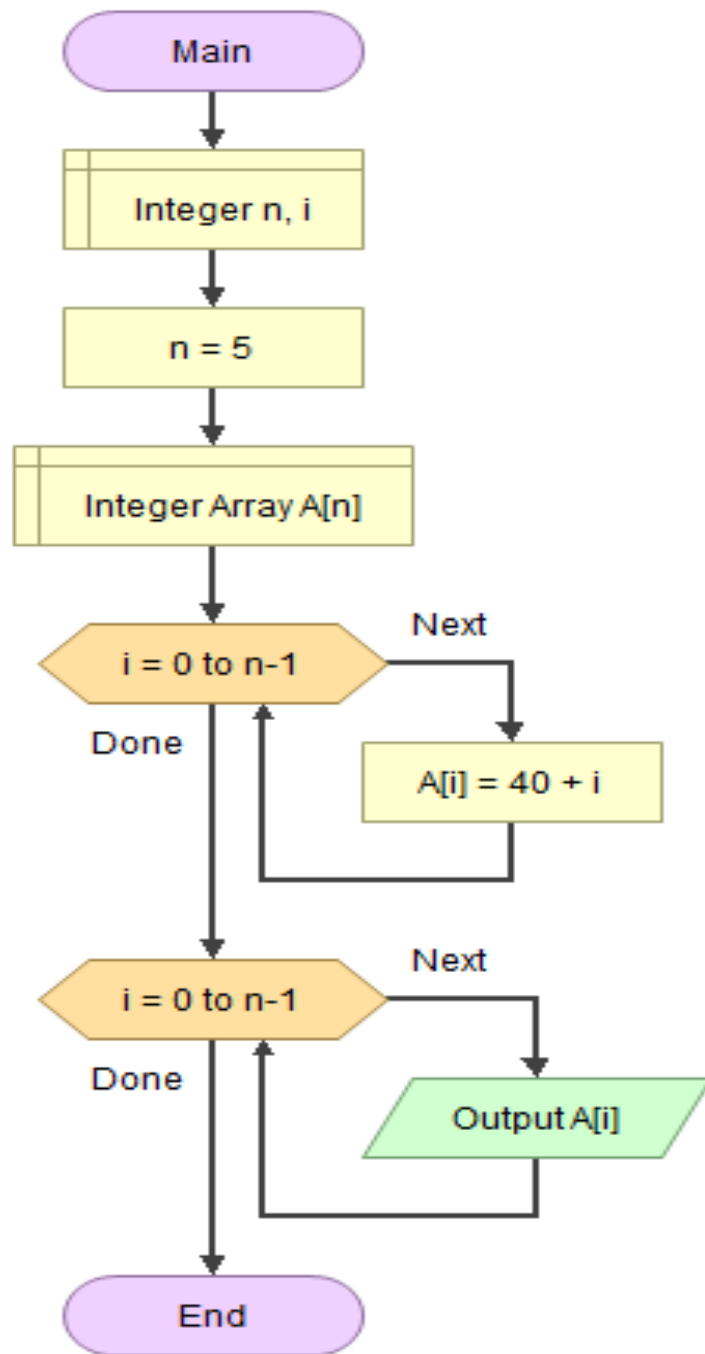 Main
Integer n, i
n = 5
Integer Array A[n]
i = 0 to n-1
Next
Done
A[i] = 40 + i
i = 0 to n-1
Next
Done
Output A[i]
End